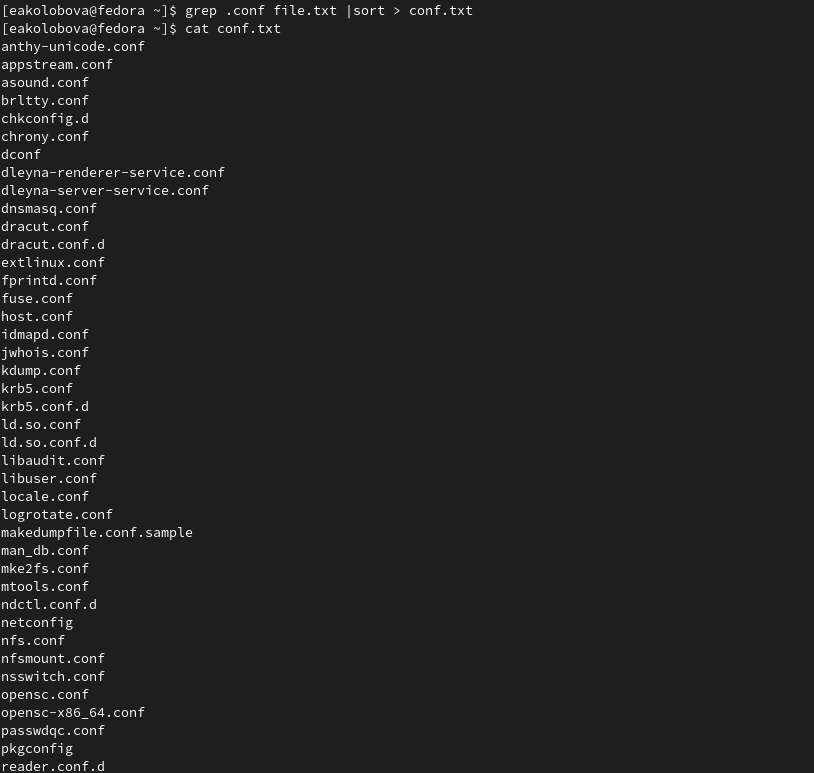 [eakolobova@fedora ~]$ grep .conf file.txt |sort > conf.txt
[eakolobova@fedora ~]$ cat conf.txt
anthy-unicode.conf
appstream.conf
asound.conf
brltty.conf
chkconfig.d
chrony.conf
dconf
dleyna-renderer-service.conf
dleyna-server-service.conf
dnsmasq.conf
dracut.conf
dracut.conf.d
extlinux.conf
fprintd.conf
fuse.conf
host.conf
idmapd.conf
jwhois.conf
kdump.conf
krb5.conf
krb5.conf.d
ld.so.conf
ld.so.conf.d
libaudit.conf
libuser.conf
locale.conf
logrotate.conf
makedumpfile.conf.sample
man_db.conf
mke2fs.conf
mtools.conf
ndctl.conf.d
netconfig
nfs.conf
nfsmount.conf
nsswitch.conf
opensc.conf
opensc-x86_64.conf
passwdqc.conf
pkgconfig
reader.conf.d